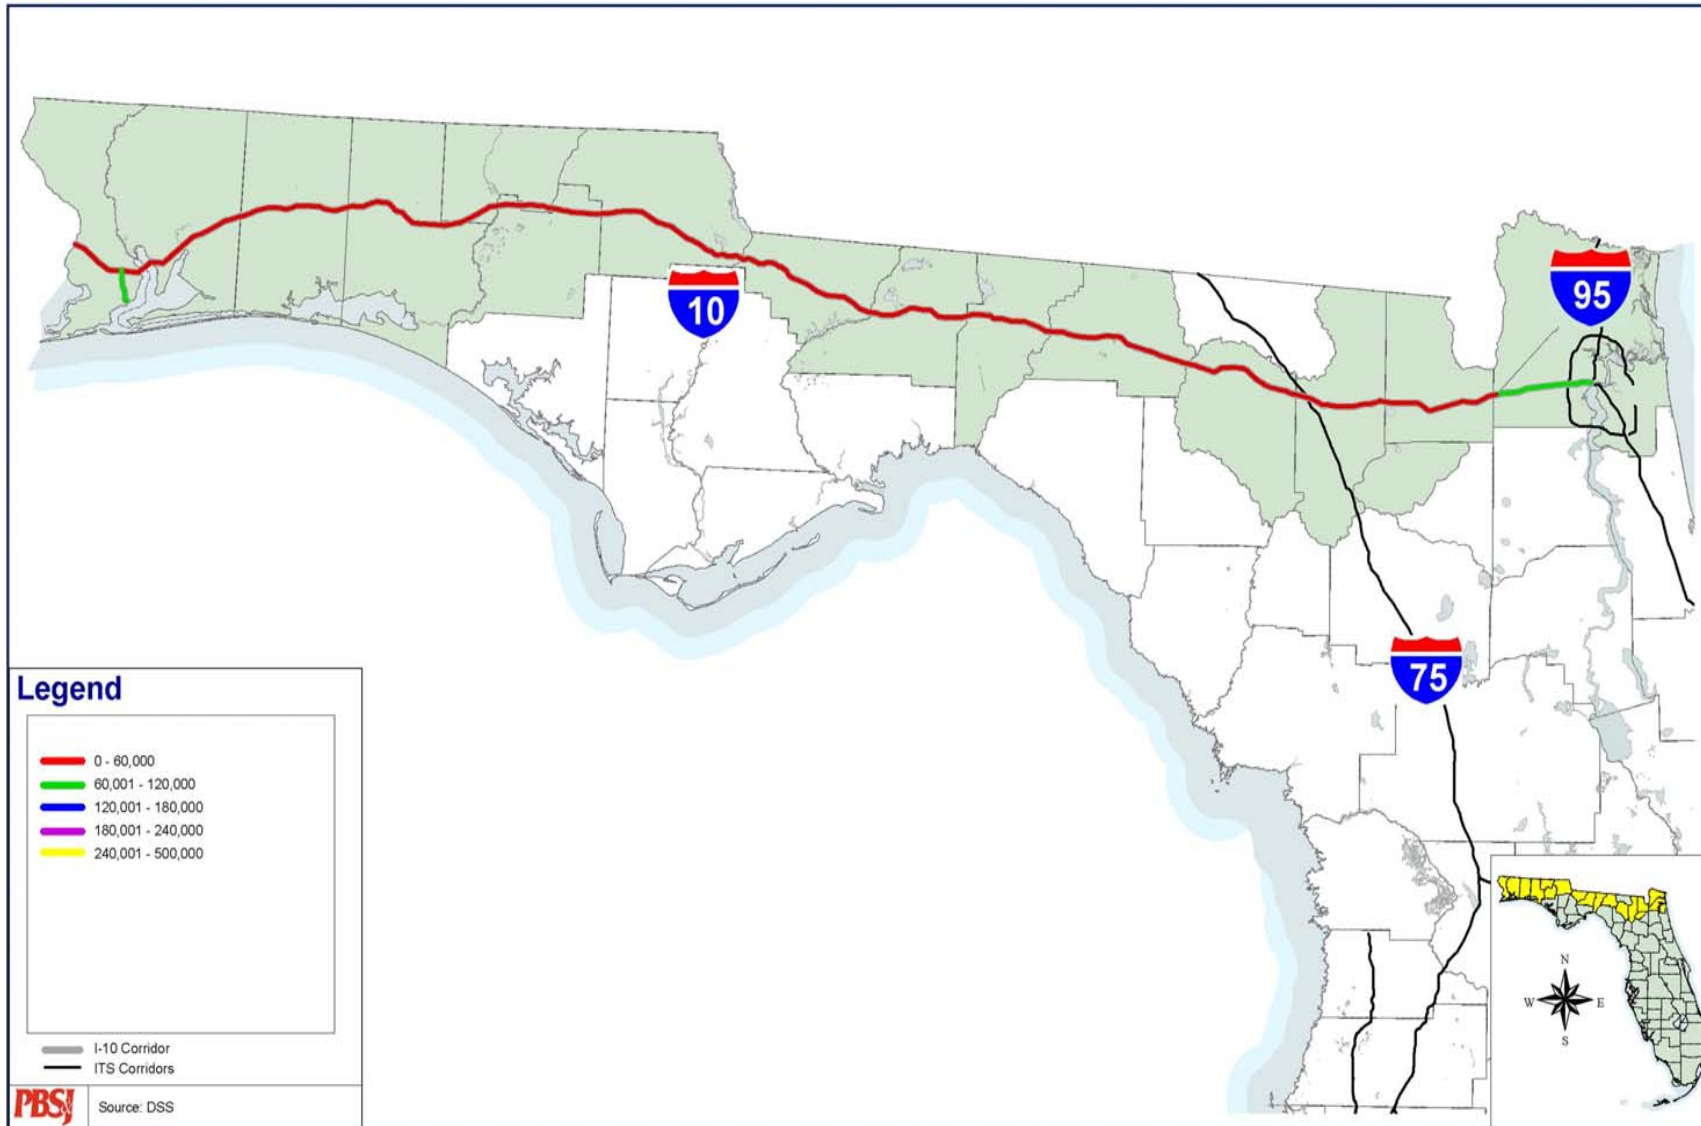 10
95
75
Legend
0 - 60,000
60,001 - 120,000
120,001 - 180,000
180,001 - 240,000
240,001 - 500,000
I-10 Corridor
ITS Corridors
PBSJ
Source: DSS
N
W E
S